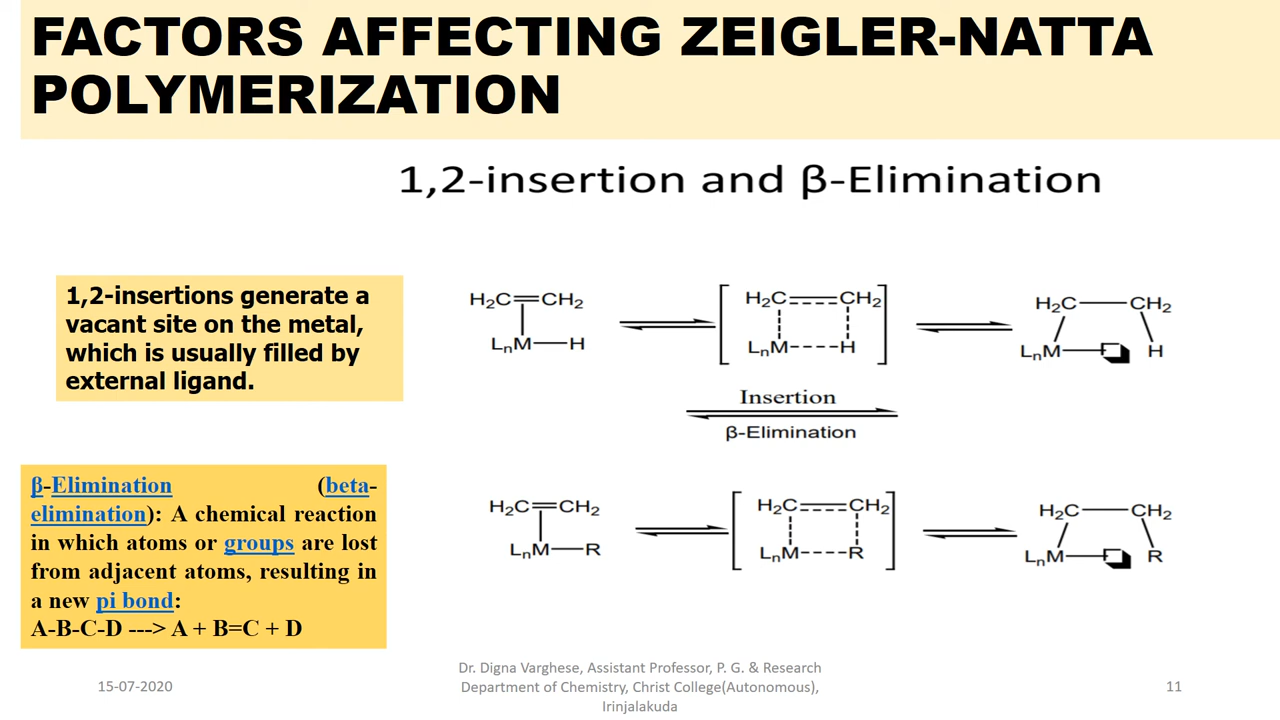 FACTORS AFFECTING ZEIGLER-NATTA
POLYMERIZATION
1,2-insertion and β-Elimination
1,2-insertions generate a
vacant site on the metal,
which is usually filled by
external ligand.
H₂C=CH₂
LₙM—H
H₂C CH₂
LₙM H
H₂C—CH₂
LₙM— H
Insertion
β-Elimination
β-Elimination (beta-
elimination): A chemical reaction
in which atoms or groups are lost
from adjacent atoms, resulting in
a new pi bond:
A-B-C-D ---> A + B=C + D
H₂C=CH₂
LₙM—R
H₂C CH₂
LₙM R
H₂C—CH₂
LₙM— R
15-07-2020
Dr. Digna Varghese, Assistant Professor, P. G. & Research
Department of Chemistry, Christ College(Autonomous),
Irinjalakuda
11